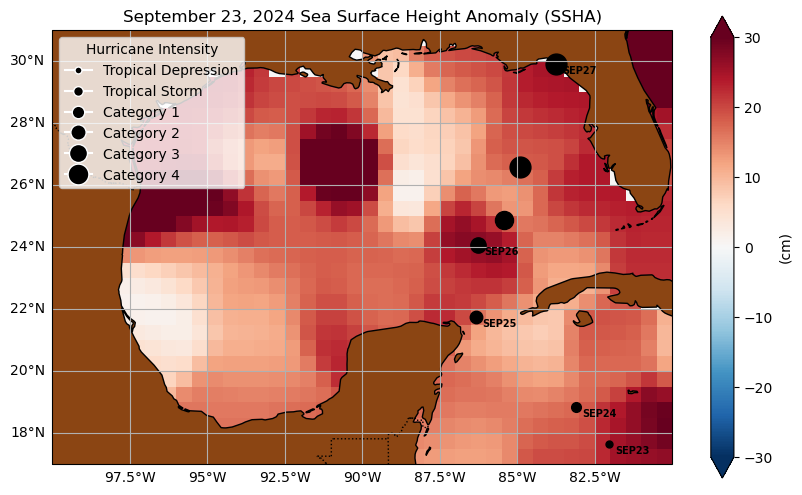 September 23, 2024 Sea Surface Height Anomaly (SSHA)
Hurricane Intensity
Tropical Depression
Tropical Storm
Category 1
Category 2
Category 3
Category 4
30°N
28°N
26°N
24°N
22°N
20°N
18°N
97.5°W 95°W 92.5°W 90°W 87.5°W 85°W 82.5°W
SEP27
SEP26
SEP25
SEP24
SEP23
30
20
10
0
−10
−20
−30
(cm)